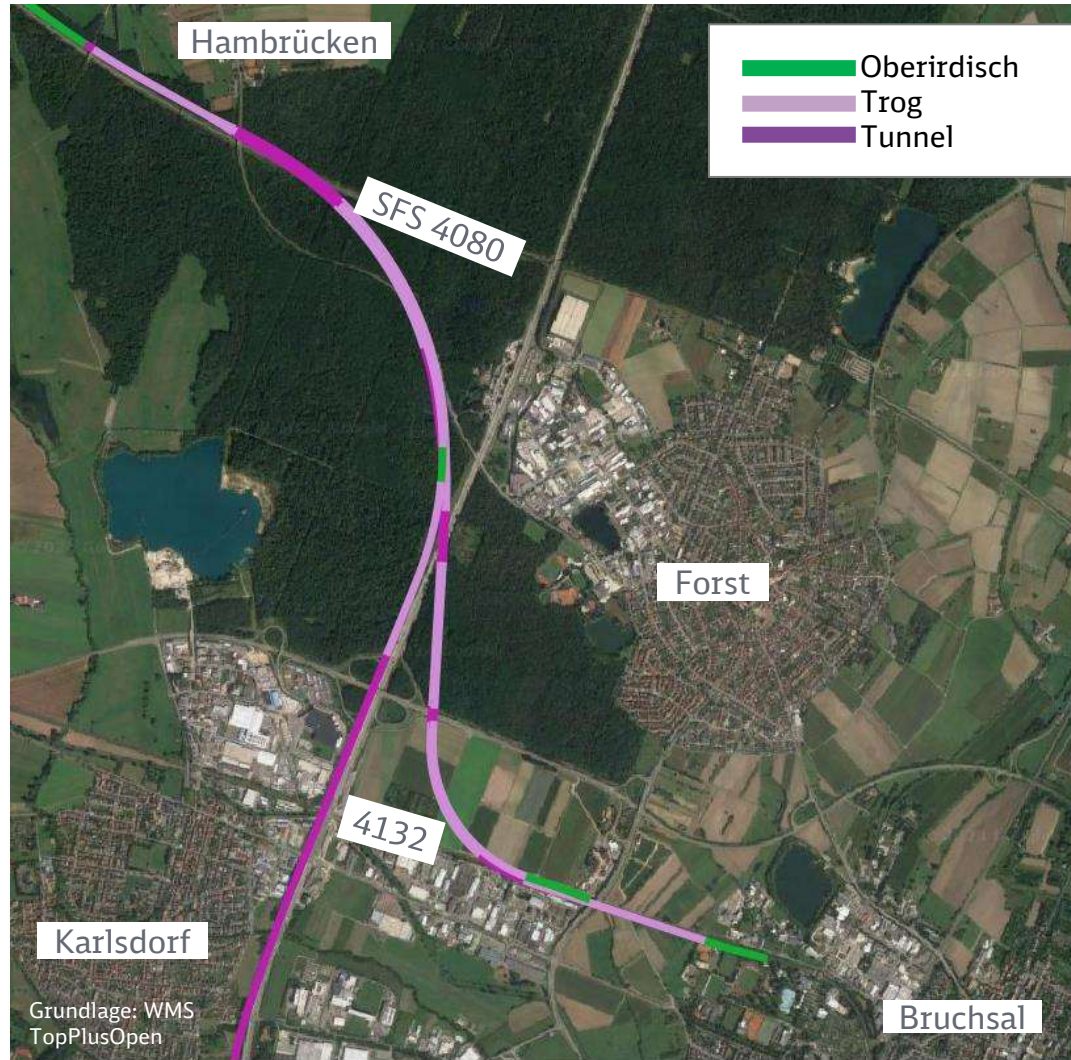 Hambrücken
Oberirdisch
Trog
Tunnel
SFS 4080
Forst
4132
Karlsdorf
Grundlage: WMS
TopPlusOpen
Bruchsal